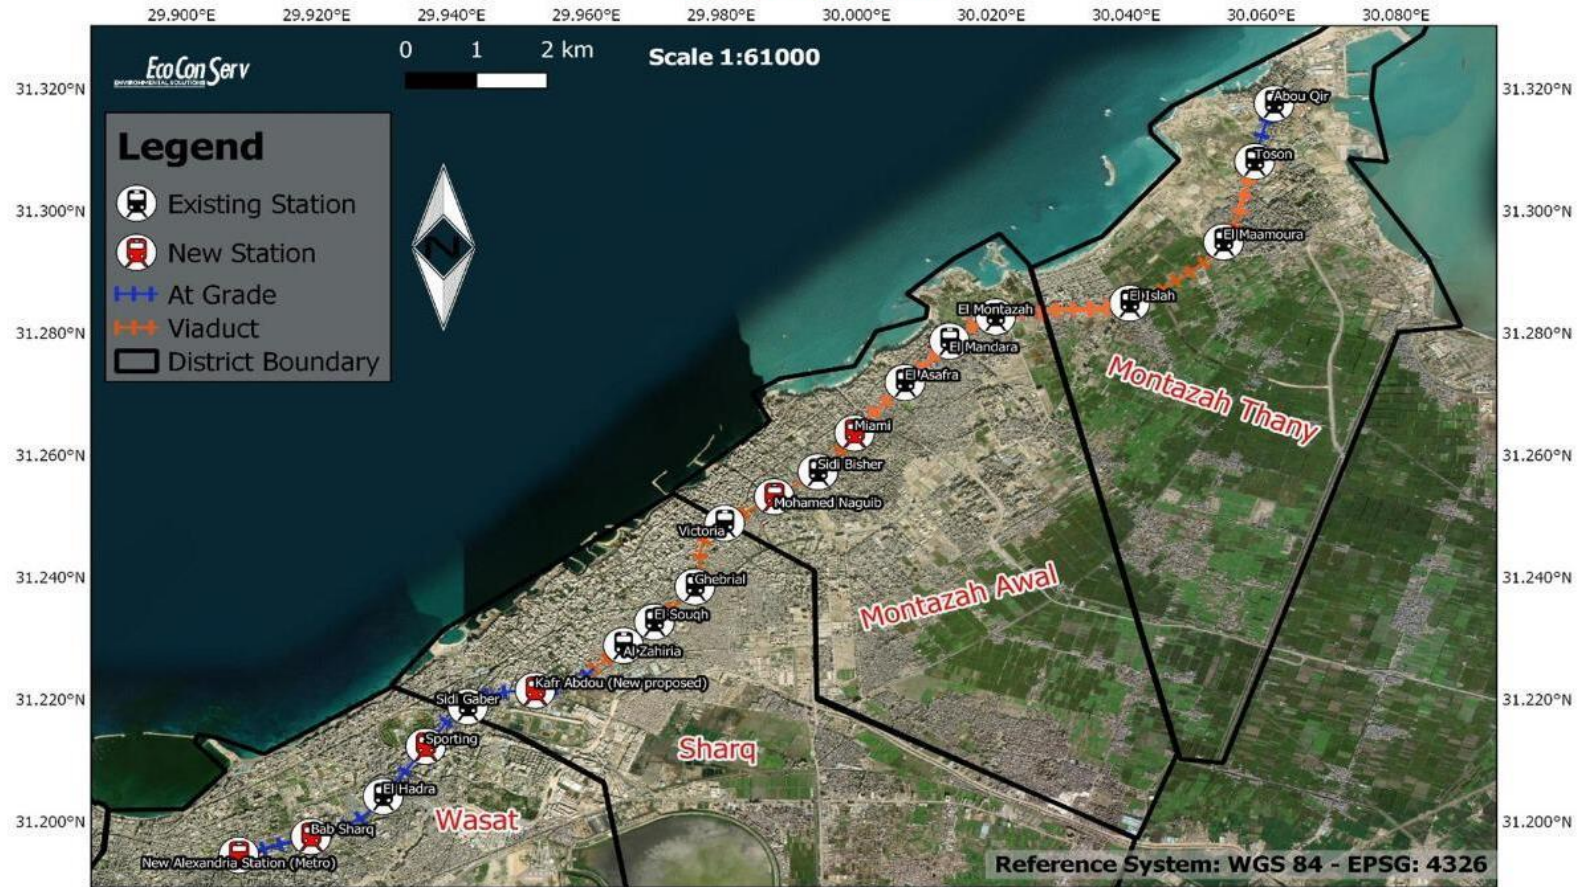 29.900°E 29.920°E 29.940°E 29.960°E 29.980°E 30.000°E 30.020°E 30.040°E 30.060°E 30.080°E
EcoConServ
ENVIRONMENTAL SOLUTIONS
0 1 2 km
Scale 1:61000
31.320°N
31.300°N
31.280°N
31.260°N
31.240°N
31.220°N
31.200°N
Legend
Existing Station
New Station
At Grade
Viaduct
District Boundary
N
Abou Qir
Toson
El Maamoura
El Islah
El Montazah
El Mandara
El Asafra
Miami
Sidi Bisher
Mohamed Naguib
Victoria
Ghebrial
El Souqh
Al Zahiria
Kafr Abdou (New proposed)
Sidi Gaber
Sporting
El Hadra
Bab Sharq
New Alexandria Station (Metro)
Montazah Thany
Montazah Awal
Sharq
Wasat
31.320°N
31.300°N
31.280°N
31.260°N
31.240°N
31.220°N
31.200°N
Reference System: WGS 84 - EPSG: 4326